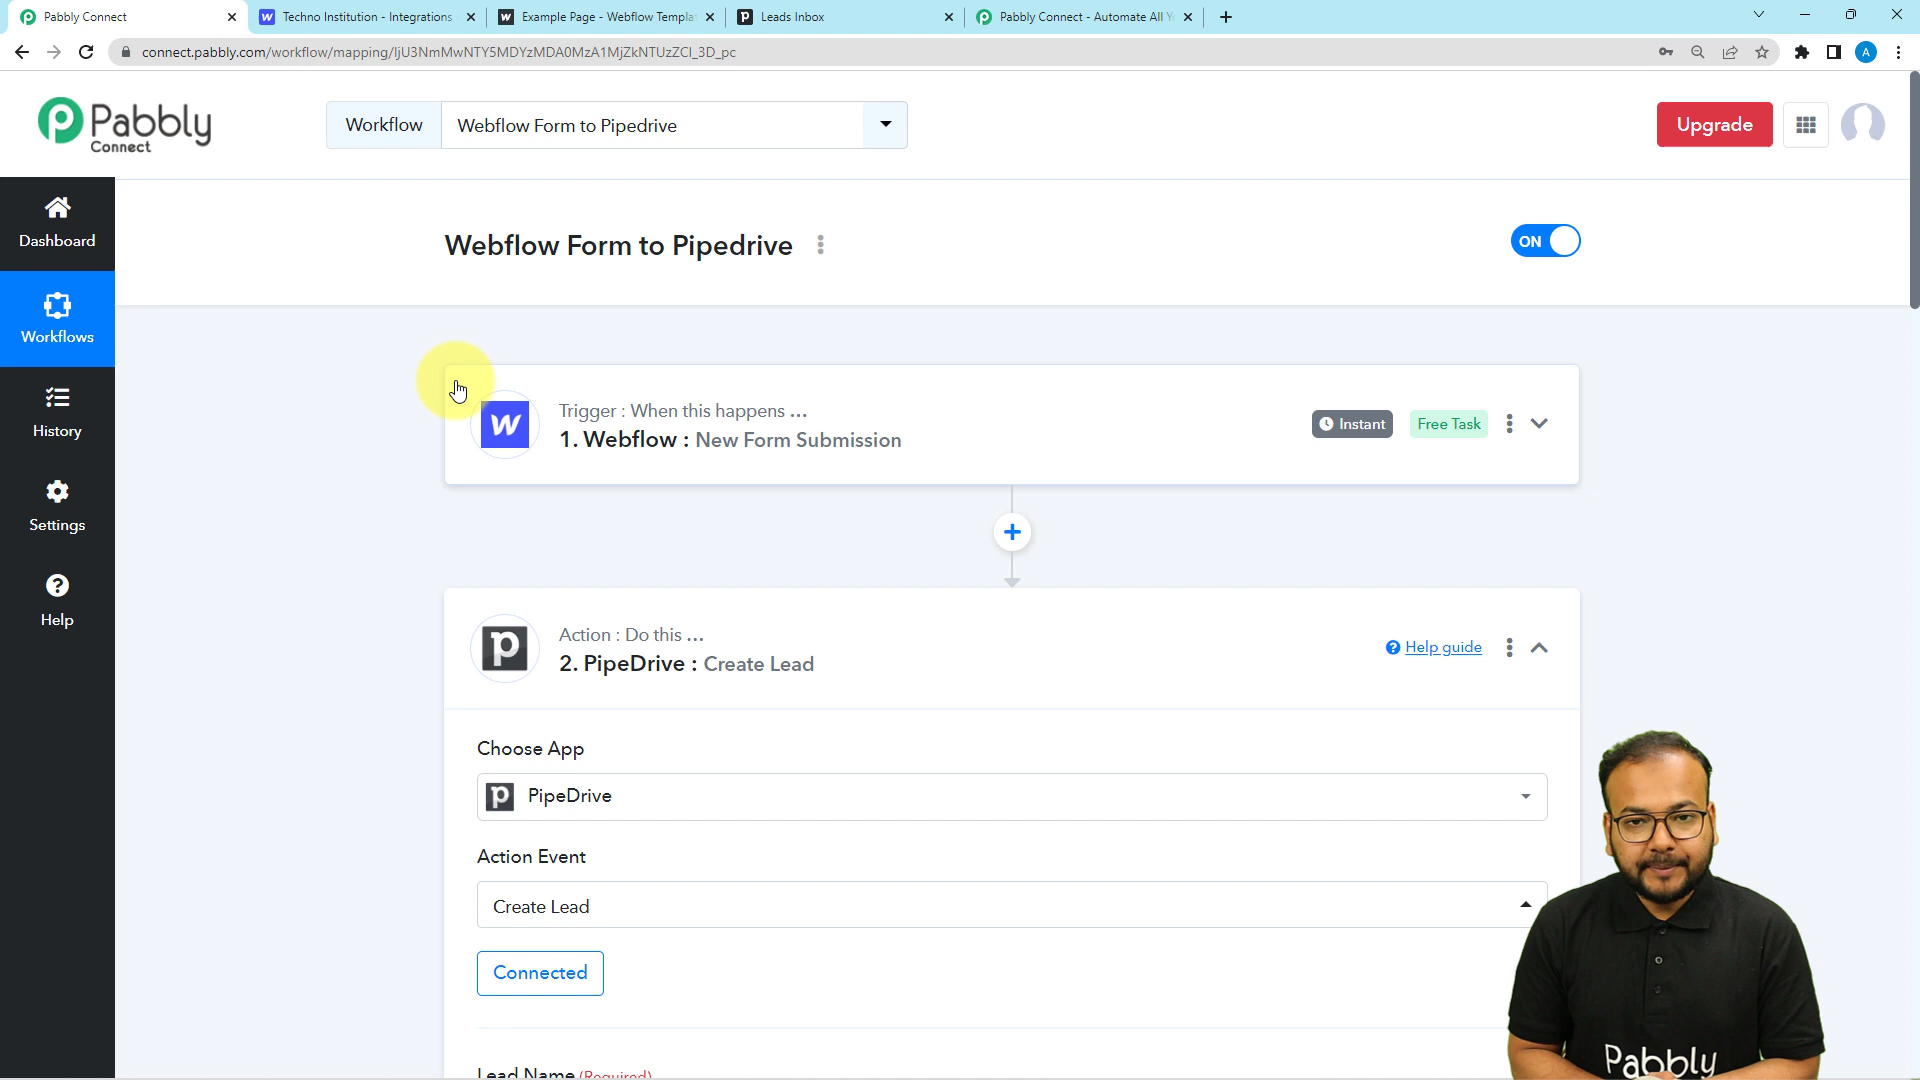 Pabbly Connect
Techno Institution - Integrations
Example Page - Webflow Templat
Leads Inbox
Pabbly Connect - Automate All Y
connect.pabbly.com/workflow/mapping/IjU3NmMwNTY5MDYzMDA0MzA1MjZkNTUzZCI_3D_pc
A
Pabbly
Connect
Workflow
Webflow Form to Pipedrive
Upgrade
Dashboard
Workflows
History
Settings
Help
Webflow Form to Pipedrive
ON
Trigger : When this happens ...
1. Webflow : New Form Submission
Instant
Free Task
Action : Do this ...
2. PipeDrive : Create Lead
Help guide
Choose App
PipeDrive
Action Event
Create Lead
Connected
Lead Name (Required)
Pabbly